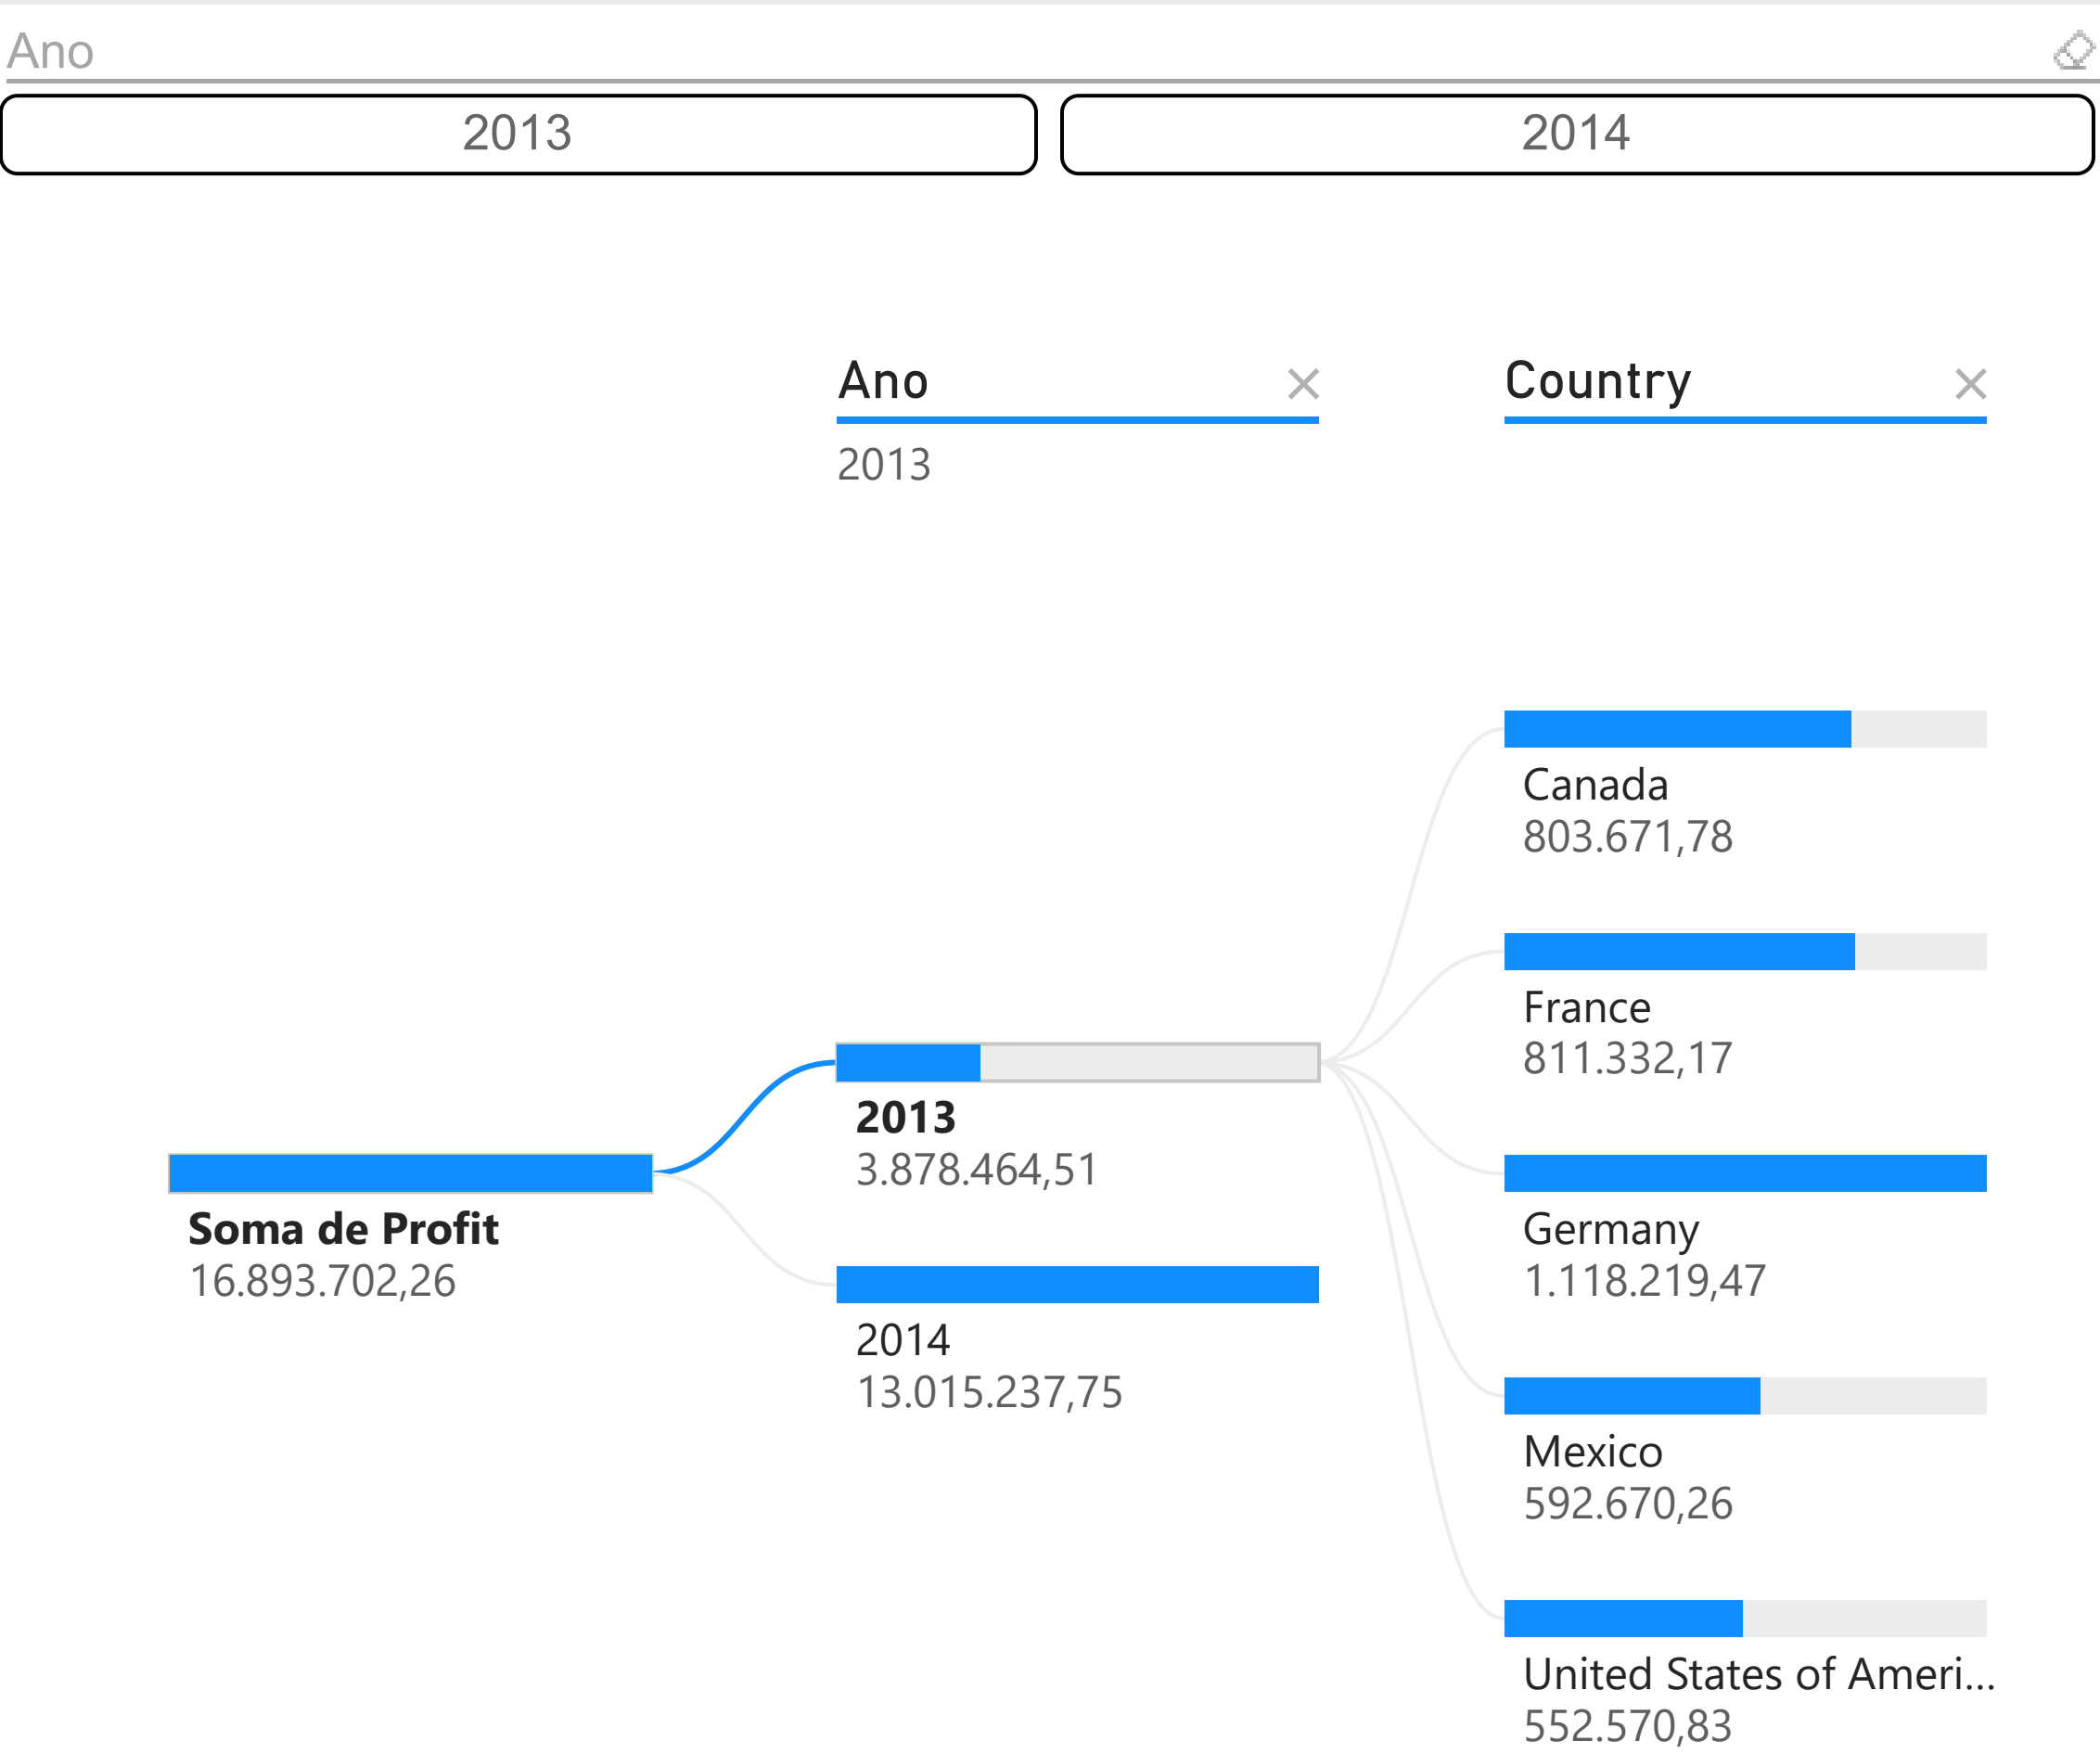 Ano
2013
2014
Ano
Country
2013
Canada
803.671,78
France
811.332,17
2013
3.878.464,51
Soma de Profit
16.893.702,26
Germany
1.118.219,47
2014
13.015.237,75
Mexico
592.670,26
United States of Ameri...
552.570,83